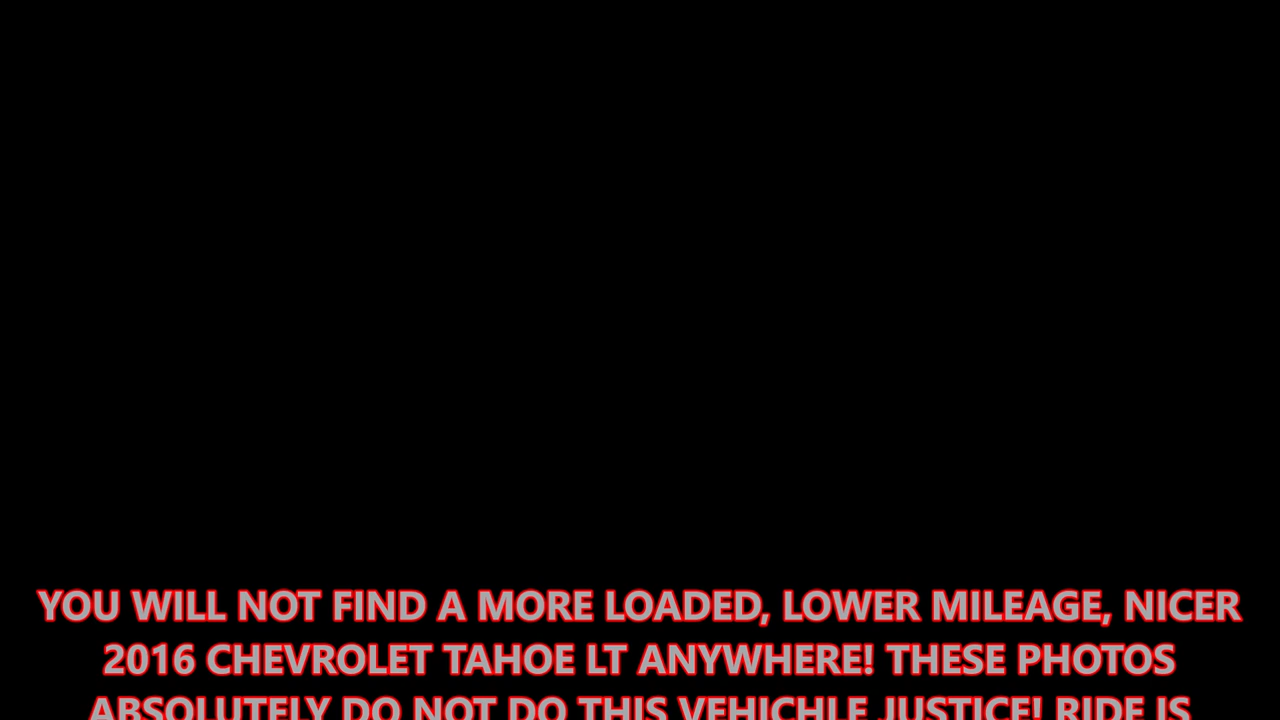 YOU WILL NOT FIND A MORE LOADED, LOWER MILEAGE, NICER
2016 CHEVROLET TAHOE LT ANYWHERE! THESE PHOTOS
ABSOLUTELY DO NOT DO THIS VEHICHLE JUSTICE! RIDE IS